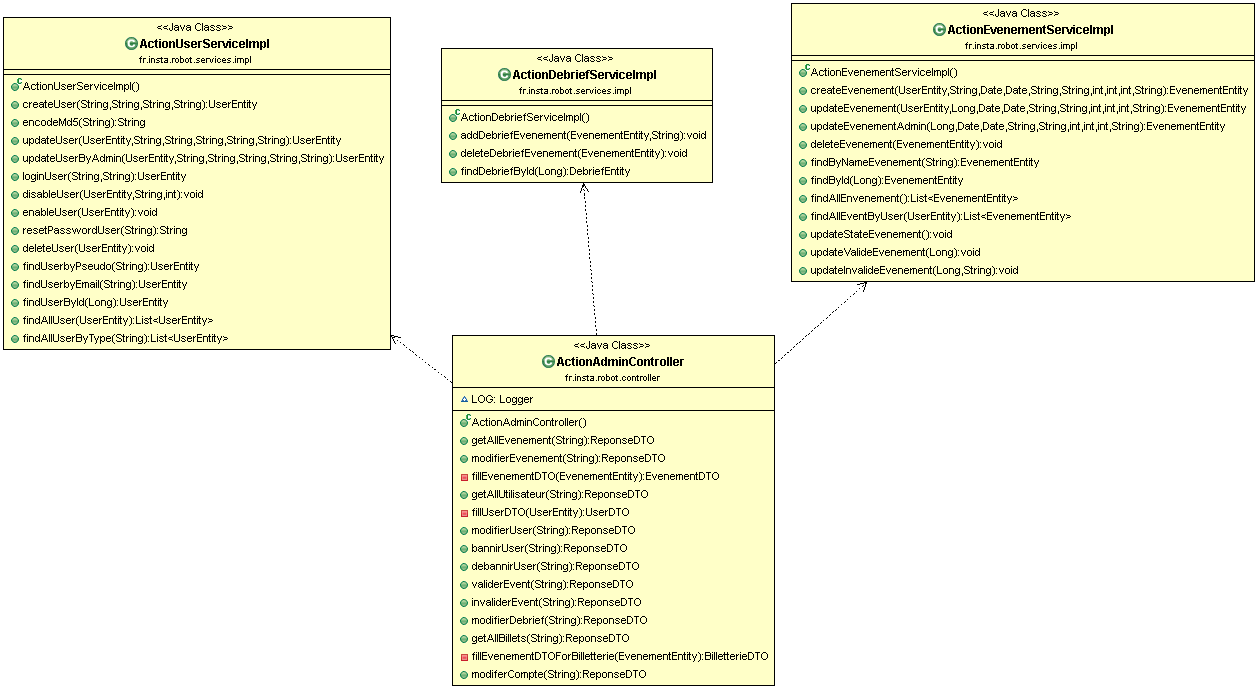 <<Java Class>>
ActionUserServiceImpl
fr.insta.robot.services.impl
ActionUserServiceImpl()
createUser(String,String,String,String):UserEntity
encodeMd5(String):String
updateUser(UserEntity,String,String,String,String,String):UserEntity
updateUserByAdmin(UserEntity,String,String,String,String,String):UserEntity
loginUser(String,String):UserEntity
disableUser(UserEntity,String,int):void
enableUser(UserEntity):void
resetPasswordUser(String):String
deleteUser(UserEntity):void
findUserbyPseudo(String):UserEntity
findUserbyEmail(String):UserEntity
findUserById(Long):UserEntity
findAllUser(UserEntity):List<UserEntity>
findAllUserByType(String):List<UserEntity>
<<Java Class>>
ActionDebriefServiceImpl
fr.insta.robot.services.impl
ActionDebriefServiceImpl()
addDebriefEvenement(EvenementEntity,String):void
deleteDebriefEvenement(EvenementEntity):void
findDebriefById(Long):DebriefEntity
<<Java Class>>
ActionEvenementServiceImpl
fr.insta.robot.services.impl
ActionEvenementServiceImpl()
createEvenement(UserEntity,String,Date,Date,String,String,int,int,int,String):EvenementEntity
updateEvenement(UserEntity,Long,Date,Date,String,String,int,int,int,String):EvenementEntity
updateEvenementAdmin(Long,Date,Date,String,String,int,int,int,String):EvenementEntity
deleteEvenement(EvenementEntity):void
findByNameEvenement(String):EvenementEntity
findById(Long):EvenementEntity
findAllEnvenement():List<EvenementEntity>
findAllEventByUser(UserEntity):List<EvenementEntity>
updateStateEvenement():void
updateValideEvenement(Long):void
updateInvalideEvenement(Long,String):void
<<Java Class>>
ActionAdminController
fr.insta.robot.controller
LOG: Logger
ActionAdminController()
getAllEvenement(String):ReponseDTO
modifierEvenement(String):ReponseDTO
fillEvenementDTO(EvenementEntity):EvenementDTO
getAllUtilisateur(String):ReponseDTO
fillUserDTO(UserEntity):UserDTO
modifierUser(String):ReponseDTO
bannirUser(String):ReponseDTO
debannirUser(String):ReponseDTO
validerEvent(String):ReponseDTO
invaliderEvent(String):ReponseDTO
modifierDebrief(String):ReponseDTO
getAllBillets(String):ReponseDTO
fillEvenementDTOForBilletterie(EvenementEntity):BilletterieDTO
modiferCompte(String):ReponseDTO